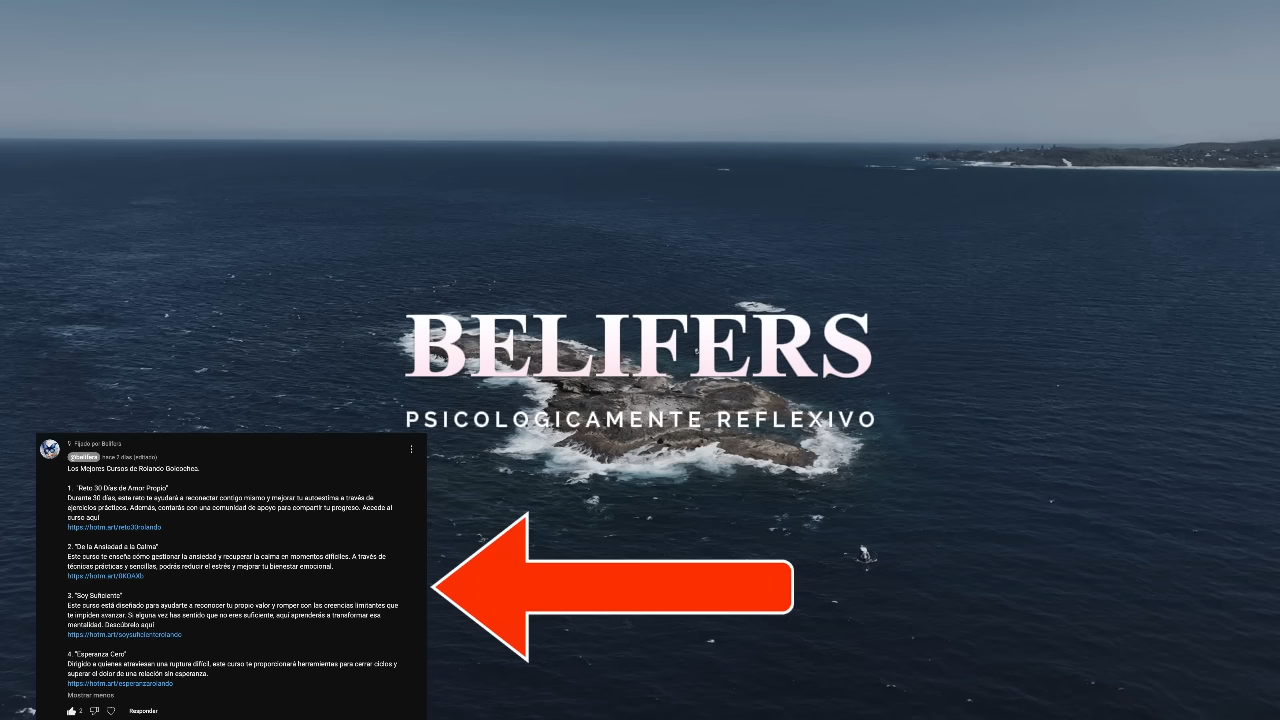 BELIFERS
PSICOLOGICAMENTE REFLEXIVO
Fijado por Belifers
@belifers hace 2 días (editado)
Los Mejores Cursos de Rolando Goicochea.
1. "Reto 30 Días de Amor Propio"
Durante 30 días, este reto te ayudará a reconectar contigo mismo y mejorar tu autoestima a través de
ejercicios prácticos. Además, contarás con una comunidad de apoyo para compartir tu progreso. Accede al
curso aquí
https://hotm.art/reto30rolando
2. "De la Ansiedad a la Calma"
Este curso te enseña cómo gestionar la ansiedad y recuperar la calma en momentos difíciles. A través de
técnicas prácticas y sencillas, podrás reducir el estrés y mejorar tu bienestar emocional.
https://hotm.art/0KOAXb
3. "Soy Suficiente"
Este curso está diseñado para ayudarte a reconocer tu propio valor y romper con las creencias limitantes que
te impiden avanzar. Si alguna vez has sentido que no eres suficiente, aquí aprenderás a transformar esa
mentalidad. Descúbrelo aquí
https://hotm.art/soysuficienterolando
4. "Esperanza Cero"
Dirigido a quienes atraviesan una ruptura difícil, este curso te proporcionará herramientas para cerrar ciclos y
superar el dolor de una relación sin esperanza.
https://hotm.art/esperanzarolando
Mostrar menos
2 Responder